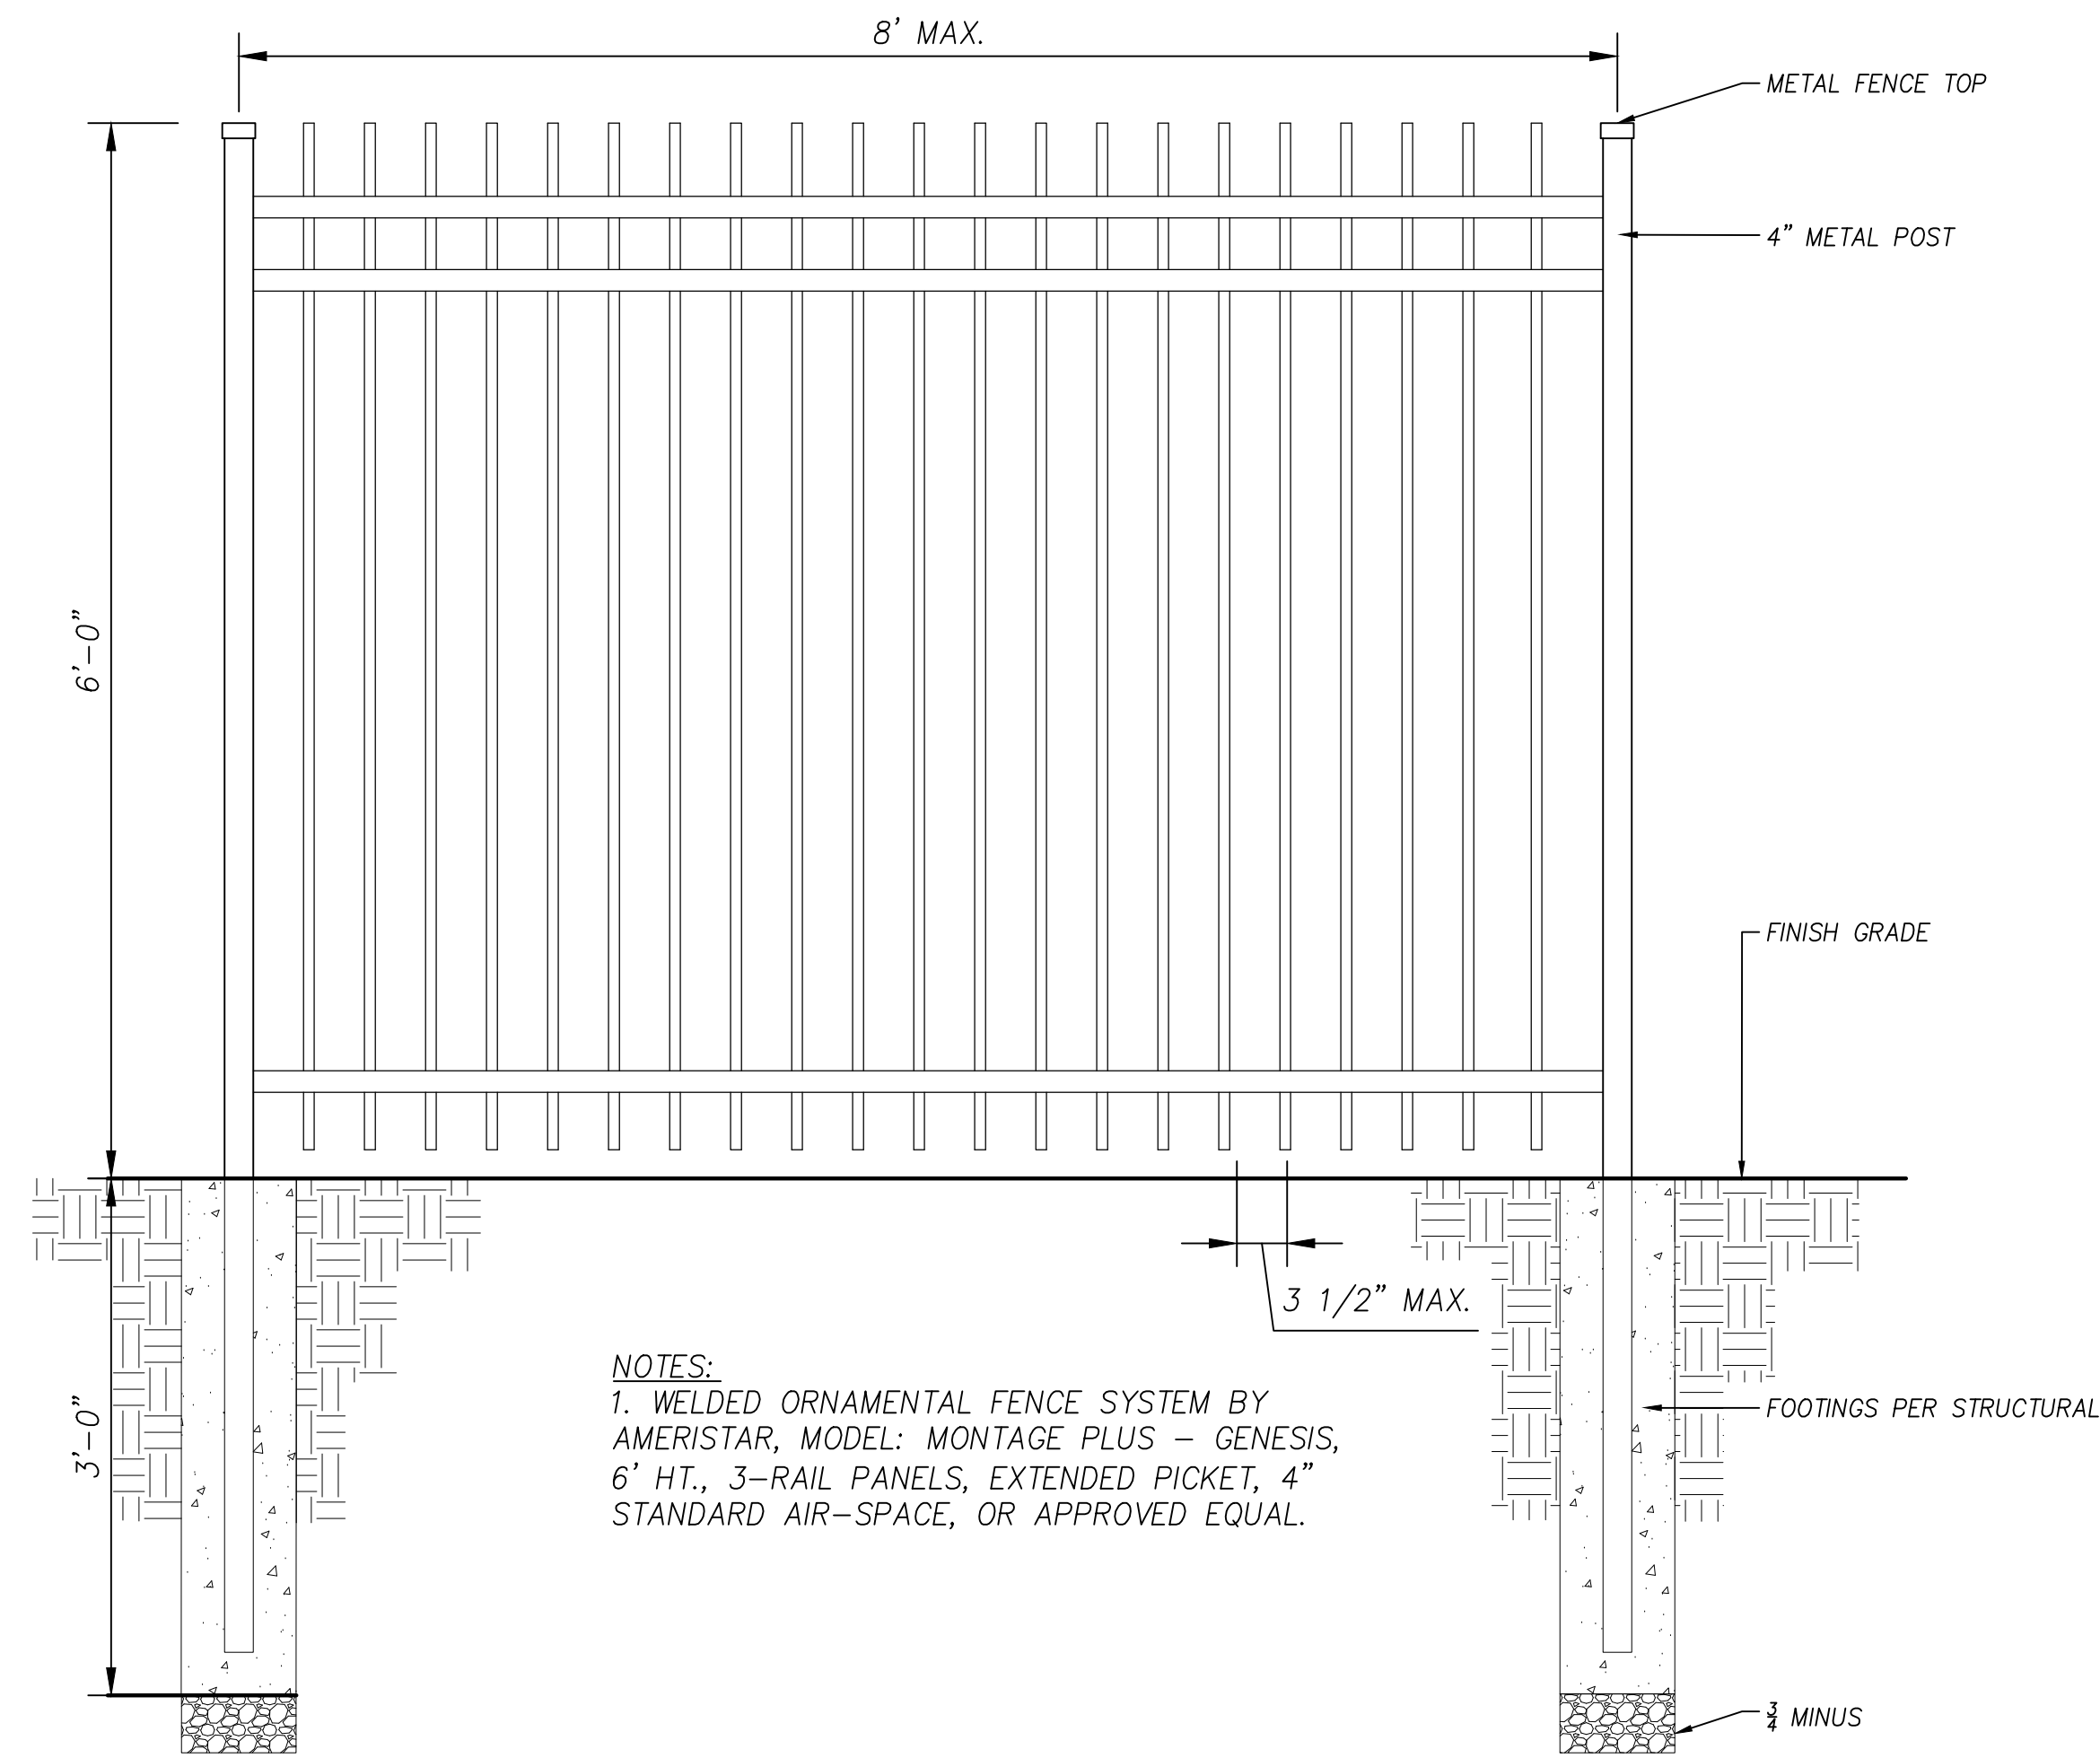 8' MAX.
METAL FENCE TOP
4" METAL POST
6'-0"
FINISH GRADE
3 1/2" MAX.
3'-0"
FOOTINGS PER STRUCTURAL
NOTES:
1. WELDED ORNAMENTAL FENCE SYSTEM BY
AMERISTAR, MODEL: MONTAGE PLUS – GENESIS,
6' HT., 3–RAIL PANELS, EXTENDED PICKET, 4"
STANDARD AIR–SPACE, OR APPROVED EQUAL.
3/4 MINUS